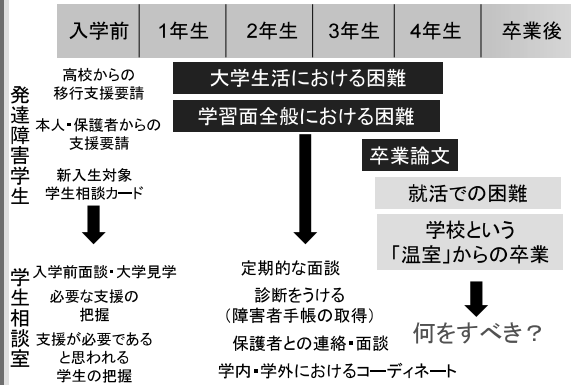 入学前 1年生 2年生 3年生 4年生 卒業後
発達障害学生
高校からの
移行支援要請
本人・保護者からの
支援要請
新入生対象
学生相談カード
大学生活における困難
学習面全般における困難
卒業論文
就活での困難
学校という
「温室」からの卒業
学生相談室
入学前面談・大学見学
必要な支援の
把握
支援が必要である
と思われる
学生の把握
定期的な面談
診断をうける
(障害者手帳の取得)
保護者との連絡・面談
学内・学外におけるコーディネート
何をすべき？